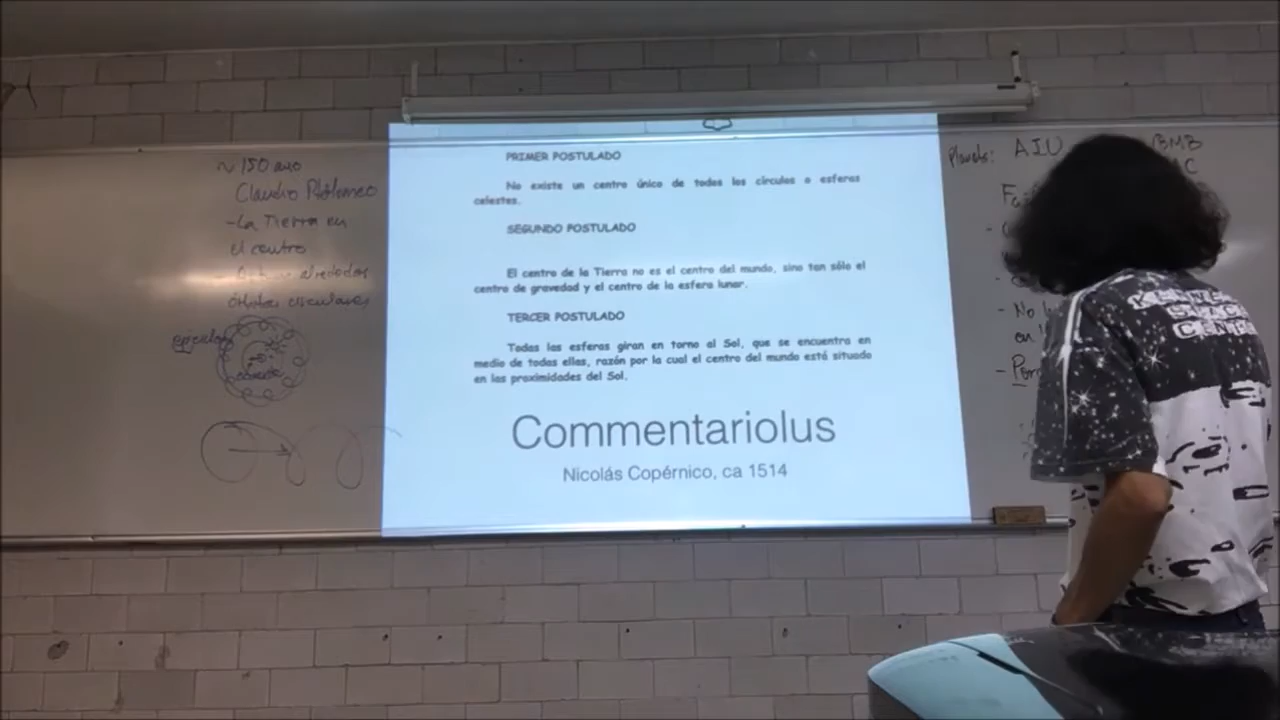 ~ 150 
Claudio Ptolomeo
- La Tierra en
el centro
alrededor
órbitas circulares
PRIMER POSTULADO
No existe un centro único de todos los círculos o esferas
celestes.
SEGUNDO POSTULADO
El centro de la Tierra no es el centro del mundo, sino tan sólo el
centro de gravedad y el centro de la esfera lunar.
TERCER POSTULADO
Todas las esferas giran en torno al Sol, que se encuentra en
medio de todas ellas, razón por la cual el centro del mundo está situado
en las proximidades del Sol.
Commentariolus
Nicolás Copérnico, ca 1514
AIU
BMB
- No